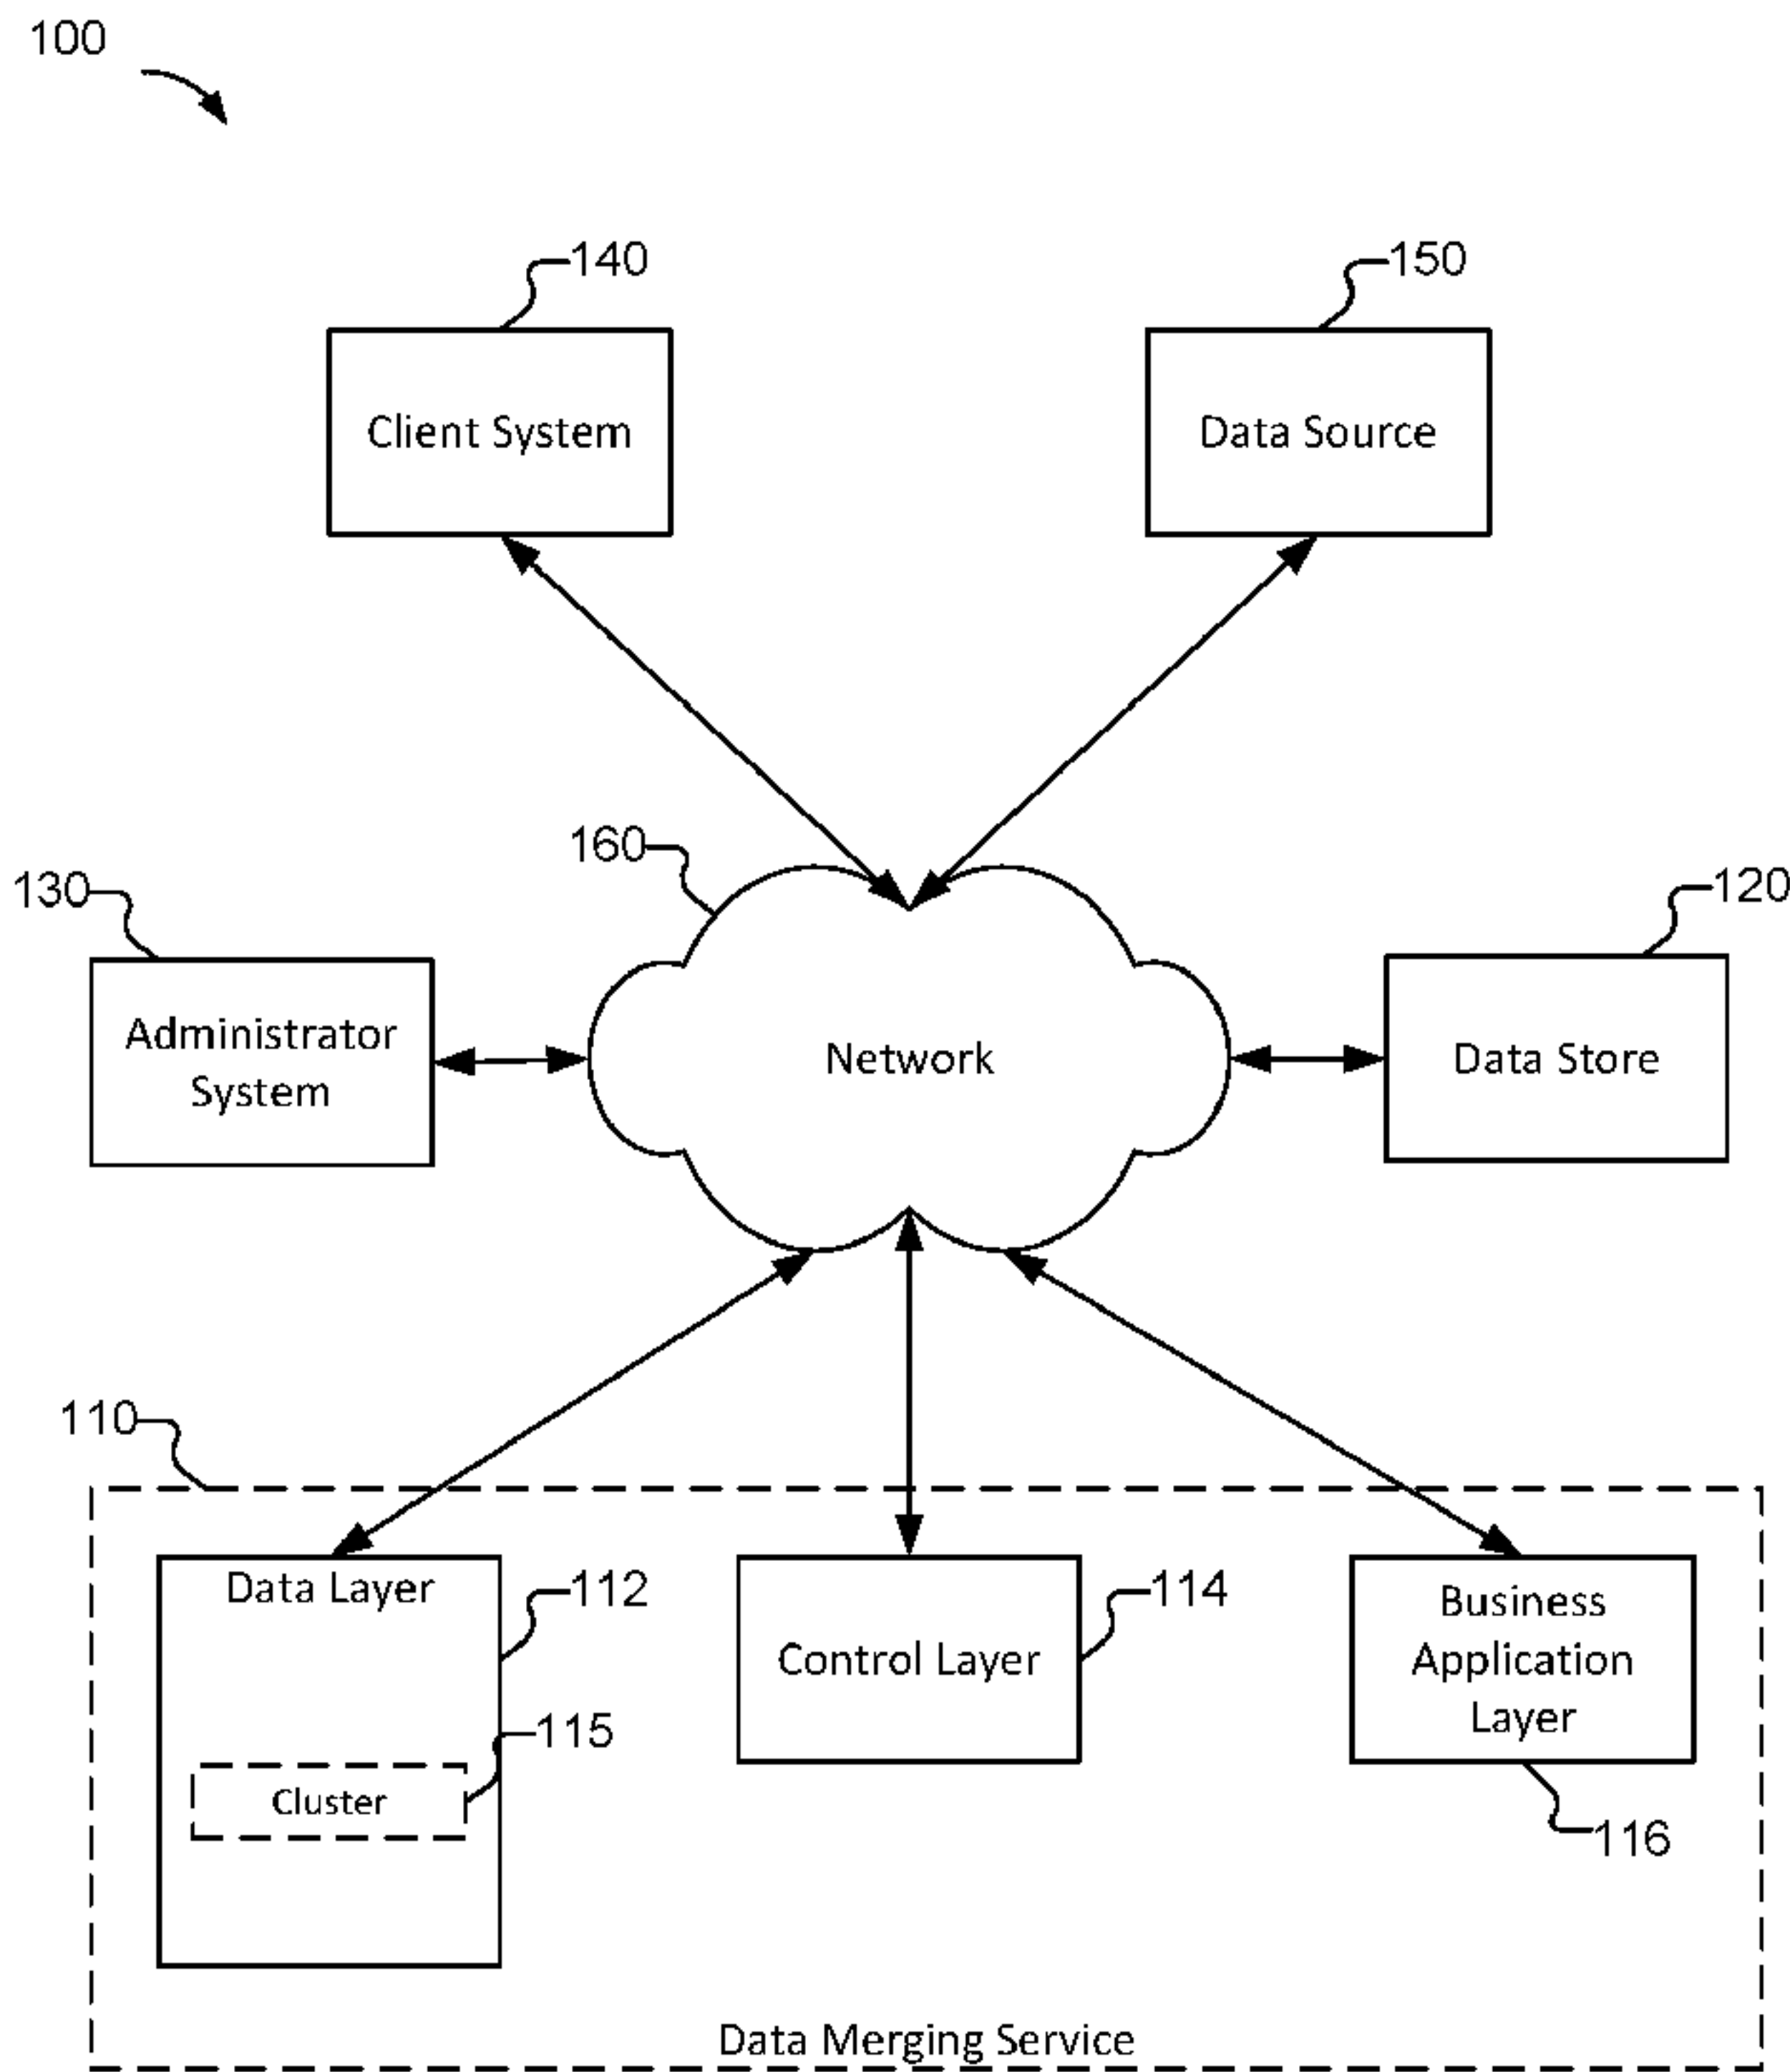 100
140
150
Client System
Data Source
160
130
120
Administrator
System
Network
Data Store
110
Data Layer
112
Control Layer
114
Business
Application
Layer
115
Cluster
116
Data Merging Service